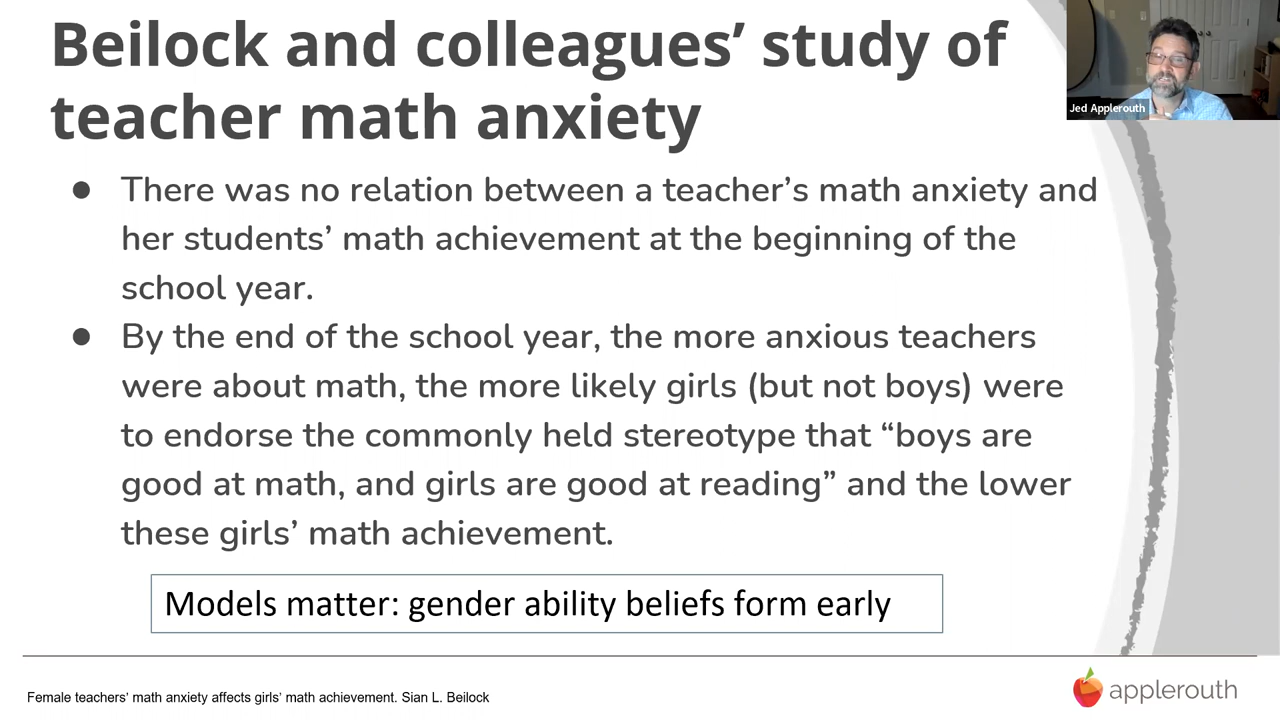 Beilock and colleagues’ study of
teacher math anxiety
Jed Applerouth
● There was no relation between a teacher’s math anxiety and
her students’ math achievement at the beginning of the
school year.
● By the end of the school year, the more anxious teachers
were about math, the more likely girls (but not boys) were
to endorse the commonly held stereotype that “boys are
good at math, and girls are good at reading” and the lower
these girls’ math achievement.
Models matter: gender ability beliefs form early
Female teachers’ math anxiety affects girls’ math achievement. Sian L. Beilock
applerouth